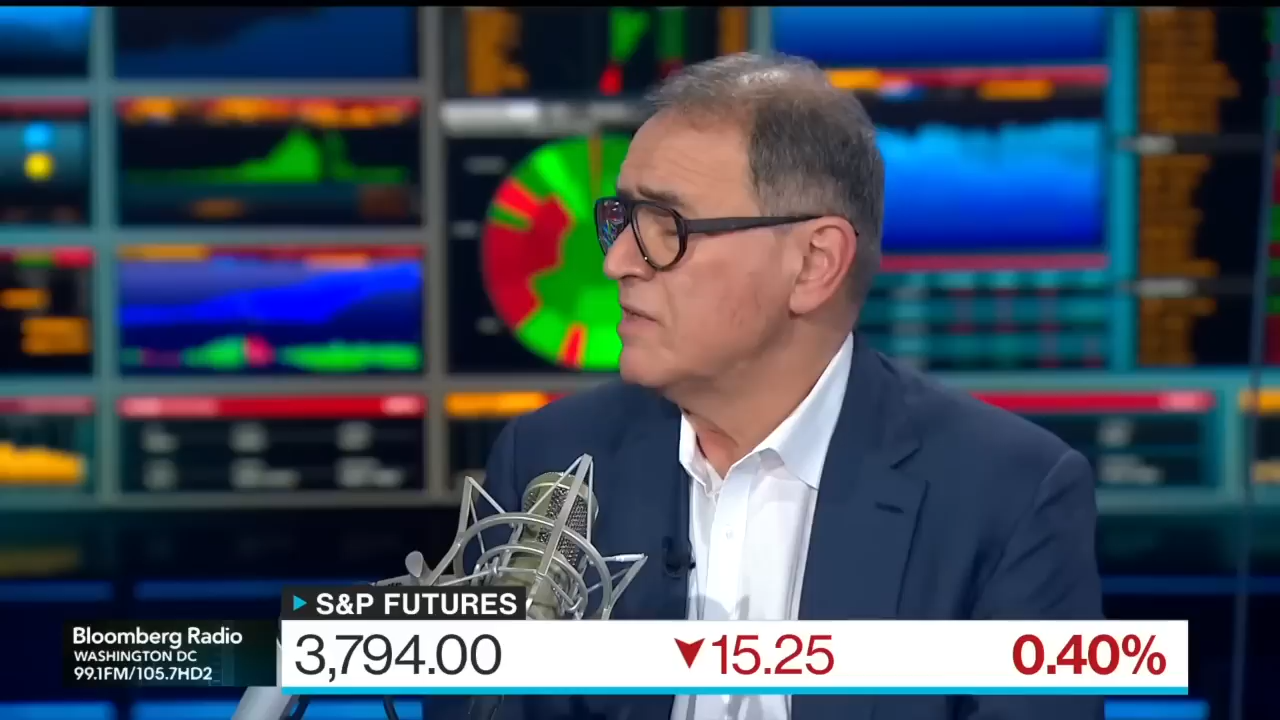 S&P FUTURES
Bloomberg Radio
WASHINGTON DC
99.1FM/105.7HD2
3,794.00 15.25 0.40%